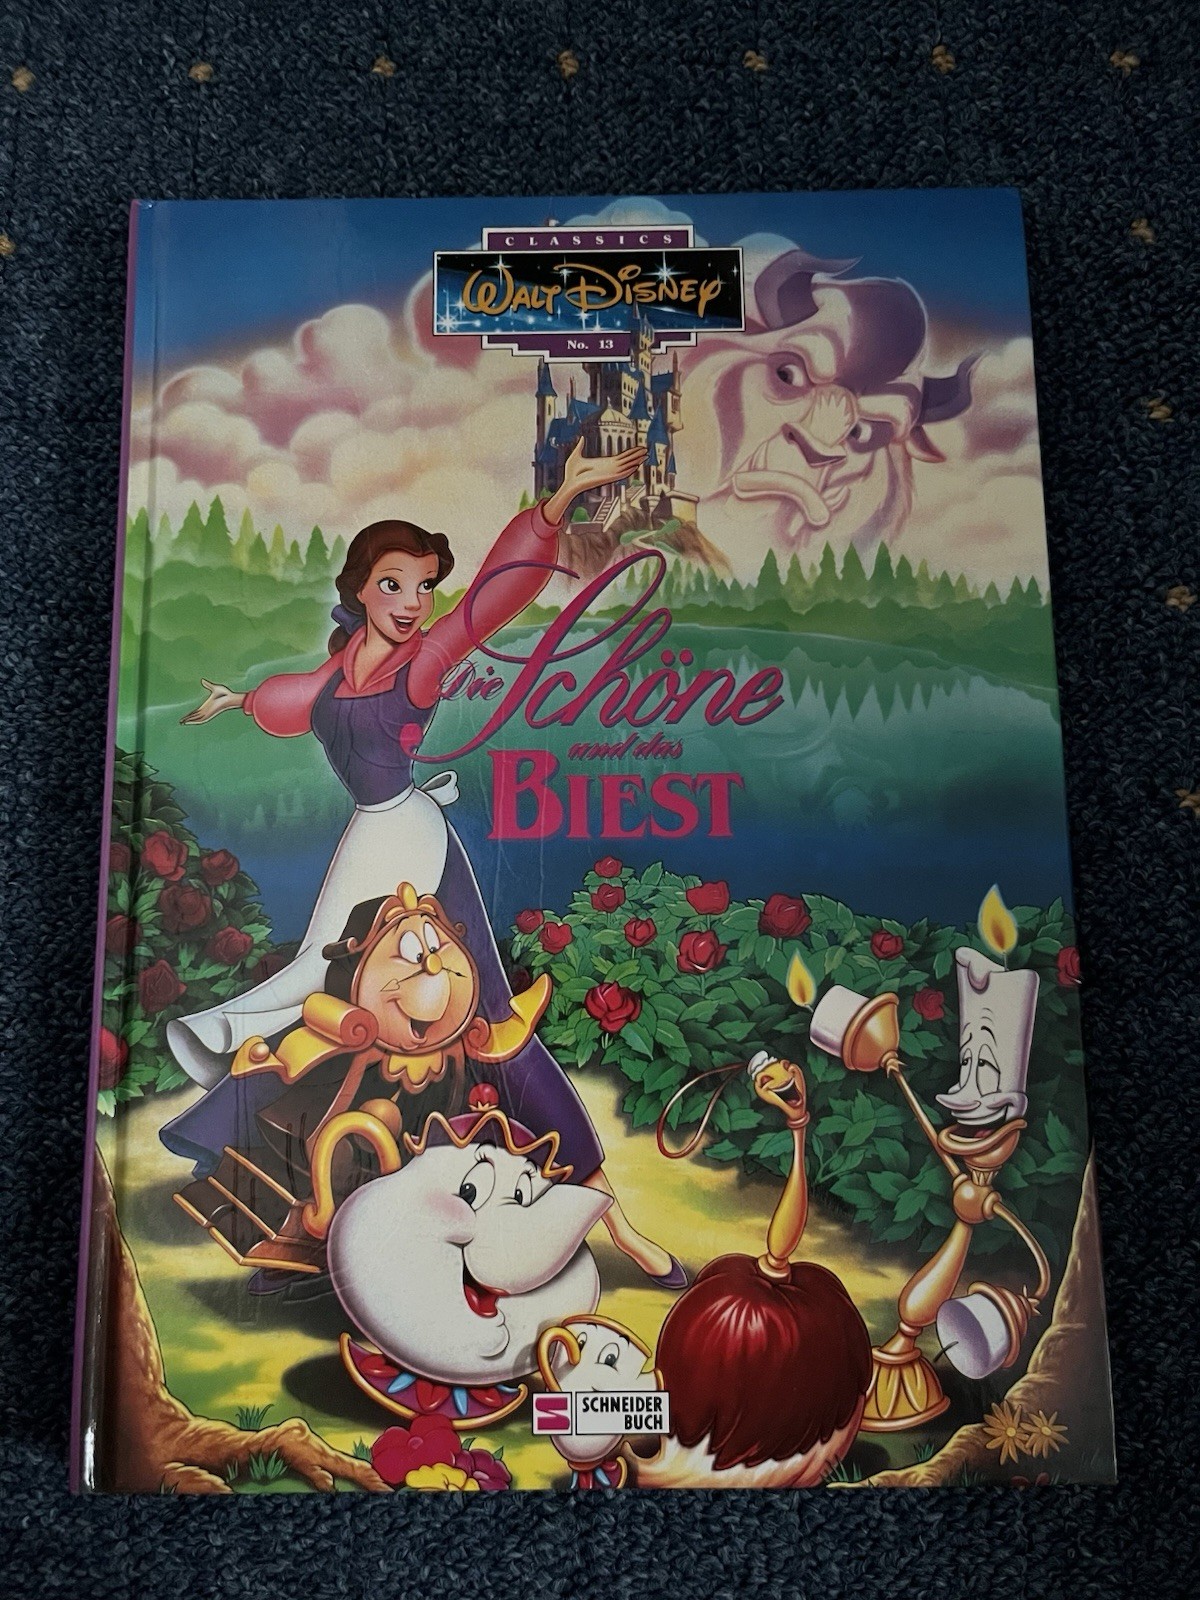 CLASSICS
WALT DISNEY
No. 13
Die Schöne
und das
BIEST
SCHNEIDER
BUCH